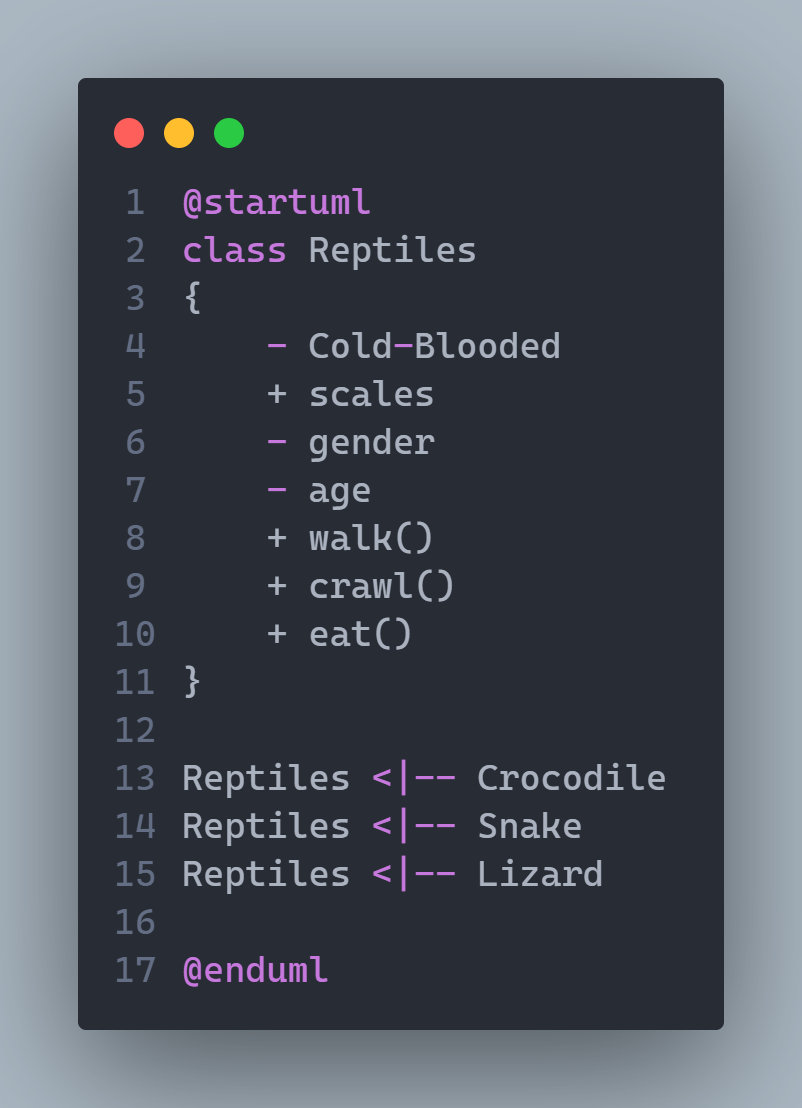 1 @startuml
2 class Reptiles
3 {
4     - Cold-Blooded
5     + scales
6     - gender
7     - age
8     + walk()
9     + crawl()
10     + eat()
11 }
12
13 Reptiles <|-- Crocodile
14 Reptiles <|-- Snake
15 Reptiles <|-- Lizard
16
17 @enduml